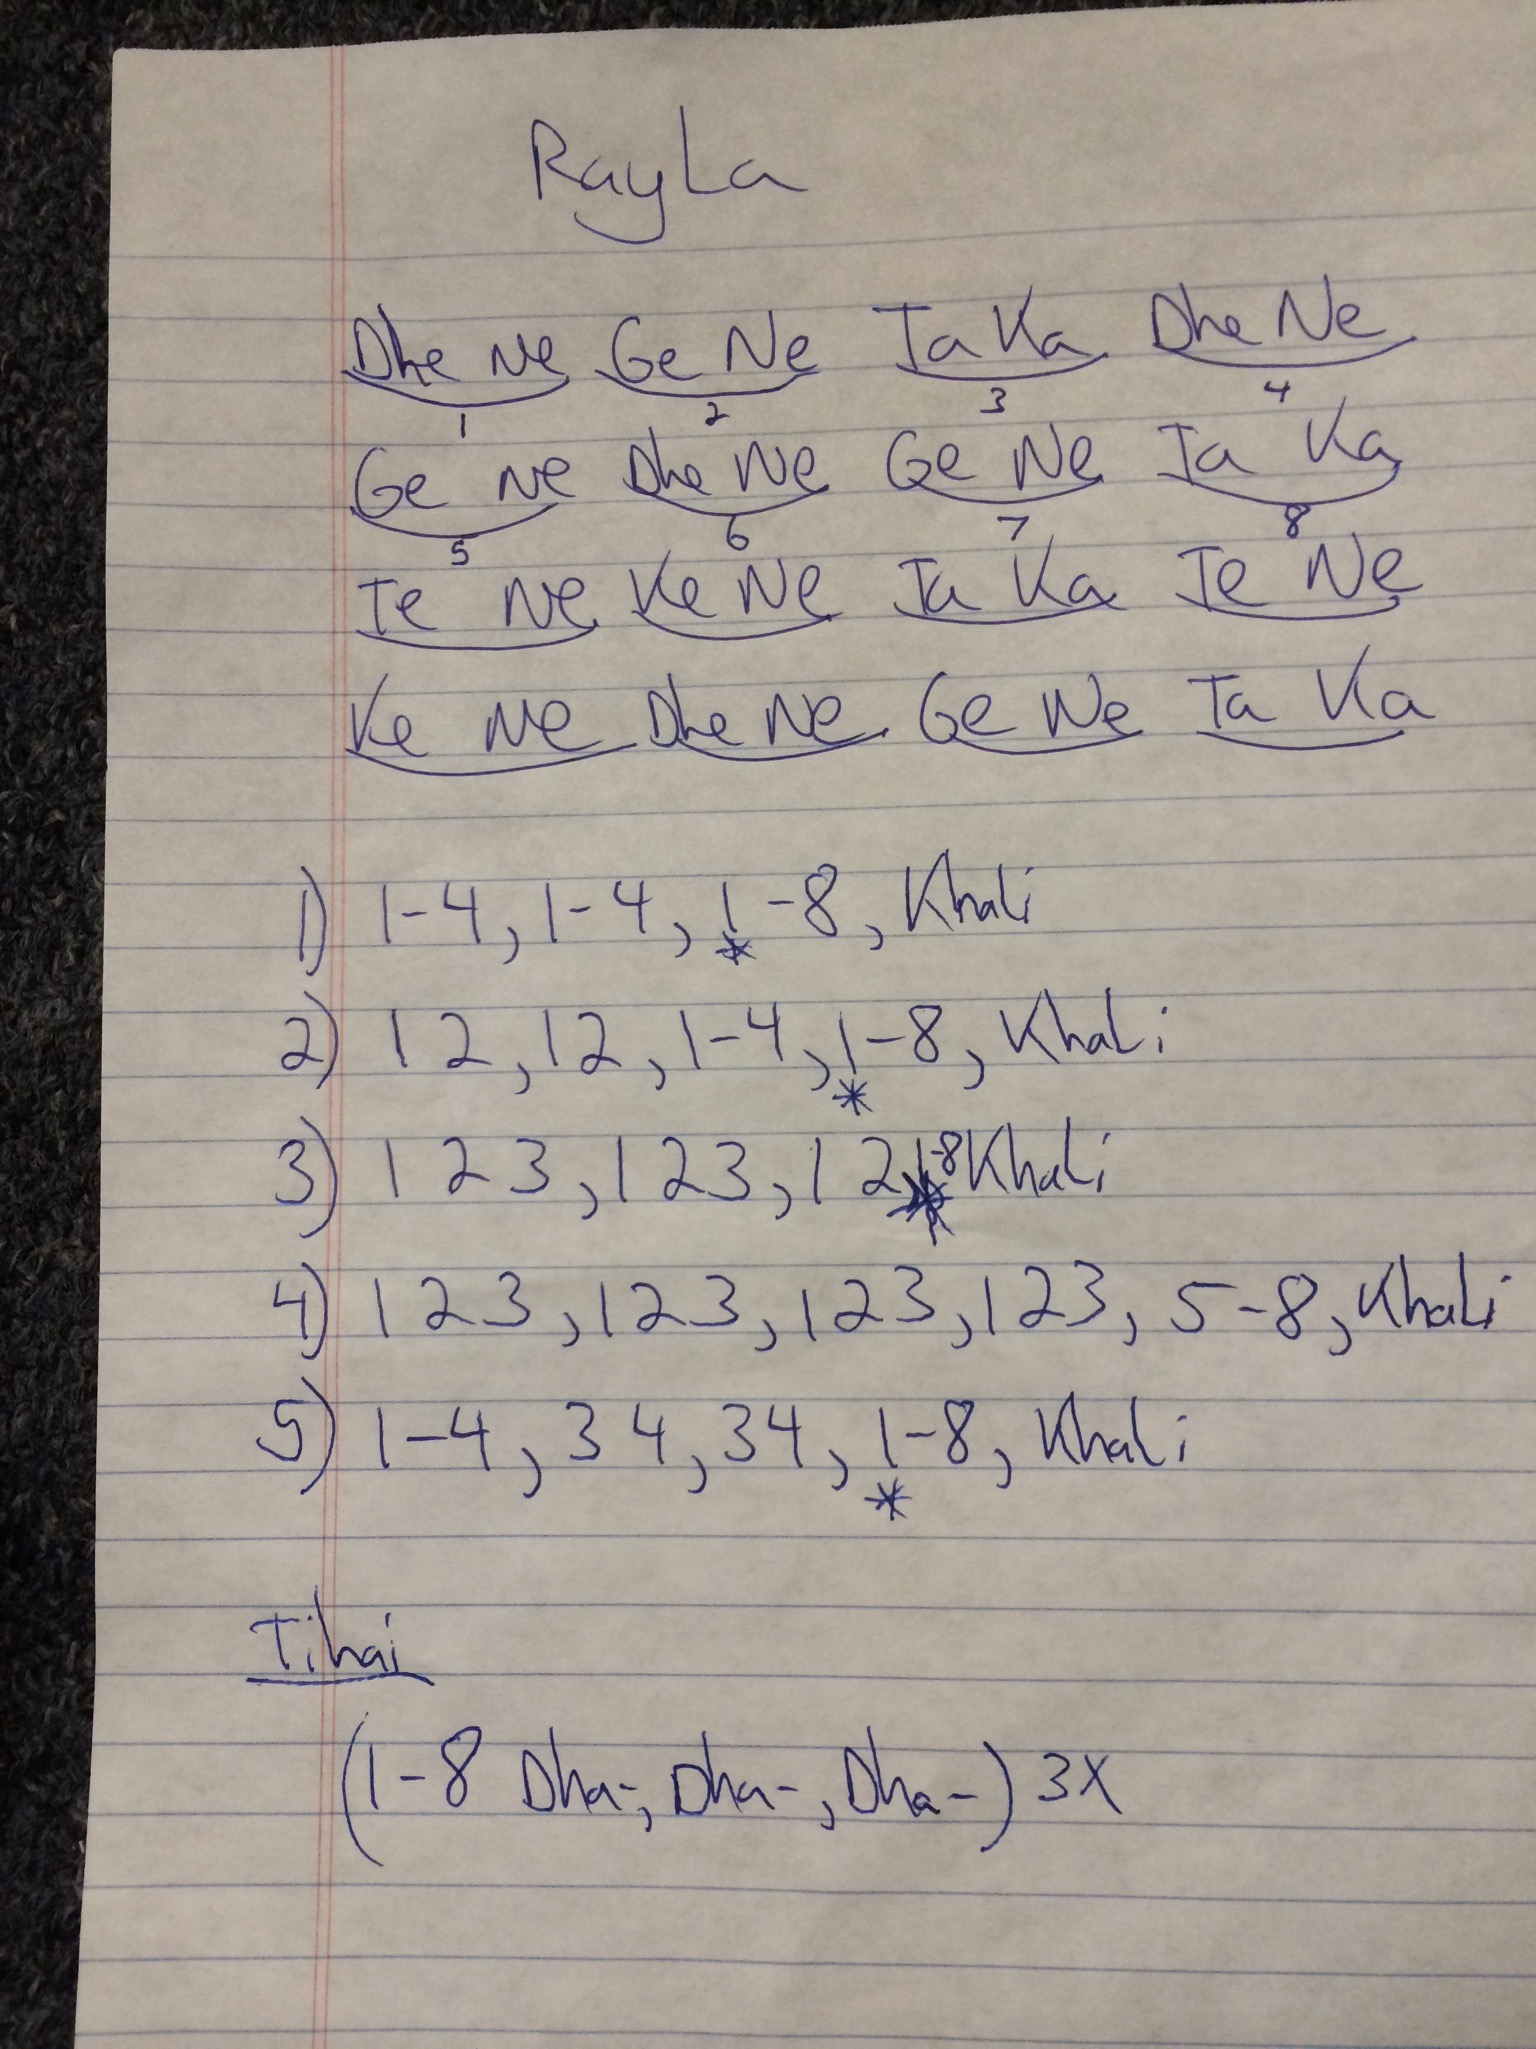 RayLa
Dhe Ne Ge Ne Ta Ka Dhe Ne
1 2 3 4
Ge Ne Dhe Ne Ge Ne Ta Ka
5 6 7 8
Te Ne Ke Ne Ta Ka Te Ne
Ke Ne Dhe Ne Ge Ne Ta Ka
1) 1-4, 1-4, 1-8, Khali
*
2) 12, 12, 1-4, 1-8, Khali
*
3) 123, 123, 12 1-8 Khali
*
4) 123, 123, 123, 123, 5-8, Khali
5) 1-4, 34, 34, 1-8, Khali
*
Tihai
(1-8 Dha-, Dha-, Dha-) 3X